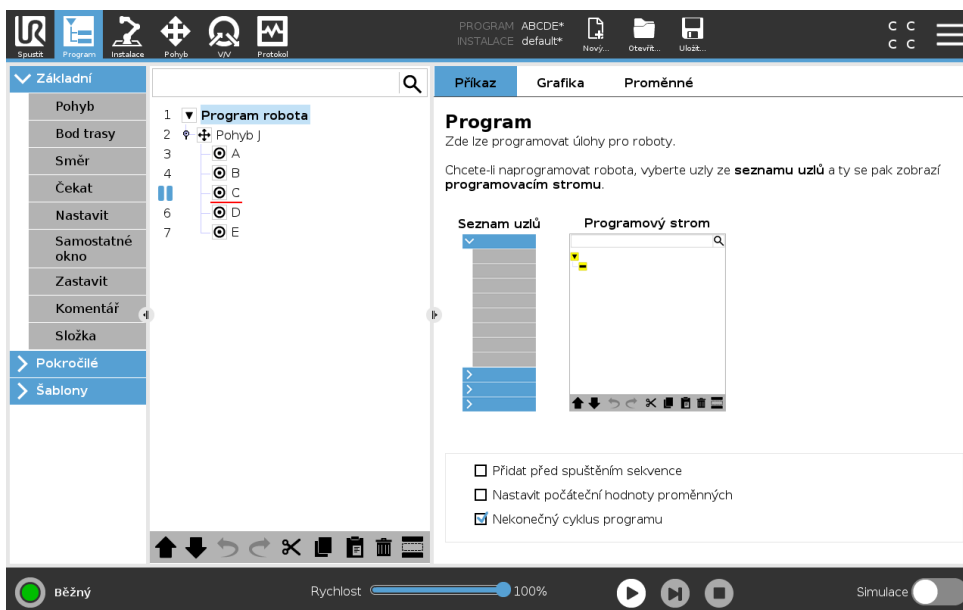 UR
Spustit Program Instalace Pohyb V/V Protokol
PROGRAM ABCDE*
INSTALACE default*
Nový... Otevřít... Uložit...
C C
C C
Základní
Pohyb
Bod trasy
Směr
Čekat
Nastavit
Samostatné
okno
Zastavit
Komentář
Složka
Pokročilé
Šablony
1 Program robota
2 Pohyb J
3 A
4 B
C
6 D
7 E
Příkaz Grafika Proměnné
Program
Zde lze programovat úlohy pro roboty.
Chcete-li naprogramovat robota, vyberte uzly ze seznamu uzlů a ty se pak zobrazí
programovacím stromu.
Seznam uzlů Programový strom
Přidat před spuštěním sekvence
Nastavit počáteční hodnoty proměnných
Nekonečný cyklus programu
Běžný
Rychlost 100%
Simulace